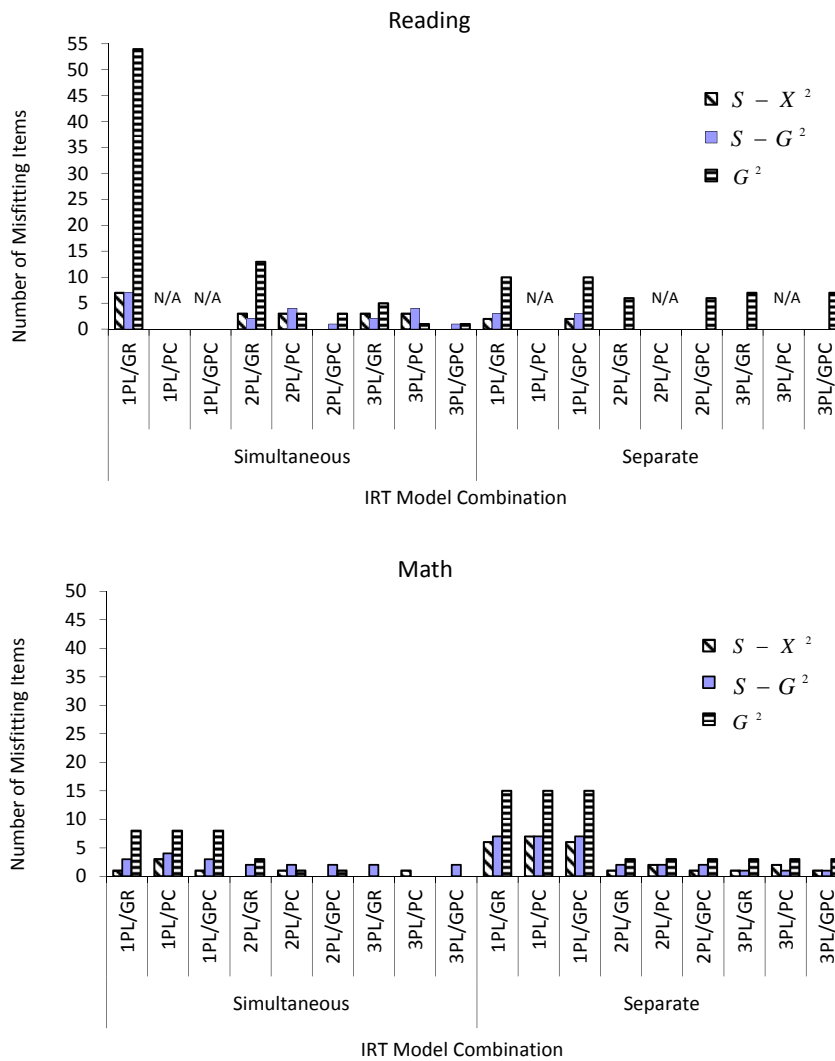 Reading
55
50
45
40
35
30
25
20
15
10
5
0
Number of Misfitting Items
S – X ²
S – G ²
G ²
N/A N/A N/A N/A N/A
1PL/GR 1PL/PC 1PL/GPC 2PL/GR 2PL/PC 2PL/GPC 3PL/GR 3PL/PC 3PL/GPC 1PL/GR 1PL/PC 1PL/GPC 2PL/GR 2PL/PC 2PL/GPC 3PL/GR 3PL/PC 3PL/GPC
Simultaneous Separate
IRT Model Combination
Math
50
45
40
35
30
25
20
15
10
5
0
Number of Misfitting Items
S – X ²
S – G ²
G ²
1PL/GR 1PL/PC 1PL/GPC 2PL/GR 2PL/PC 2PL/GPC 3PL/GR 3PL/PC 3PL/GPC 1PL/GR 1PL/PC 1PL/GPC 2PL/GR 2PL/PC 2PL/GPC 3PL/GR 3PL/PC 3PL/GPC
Simultaneous Separate
IRT Model Combination